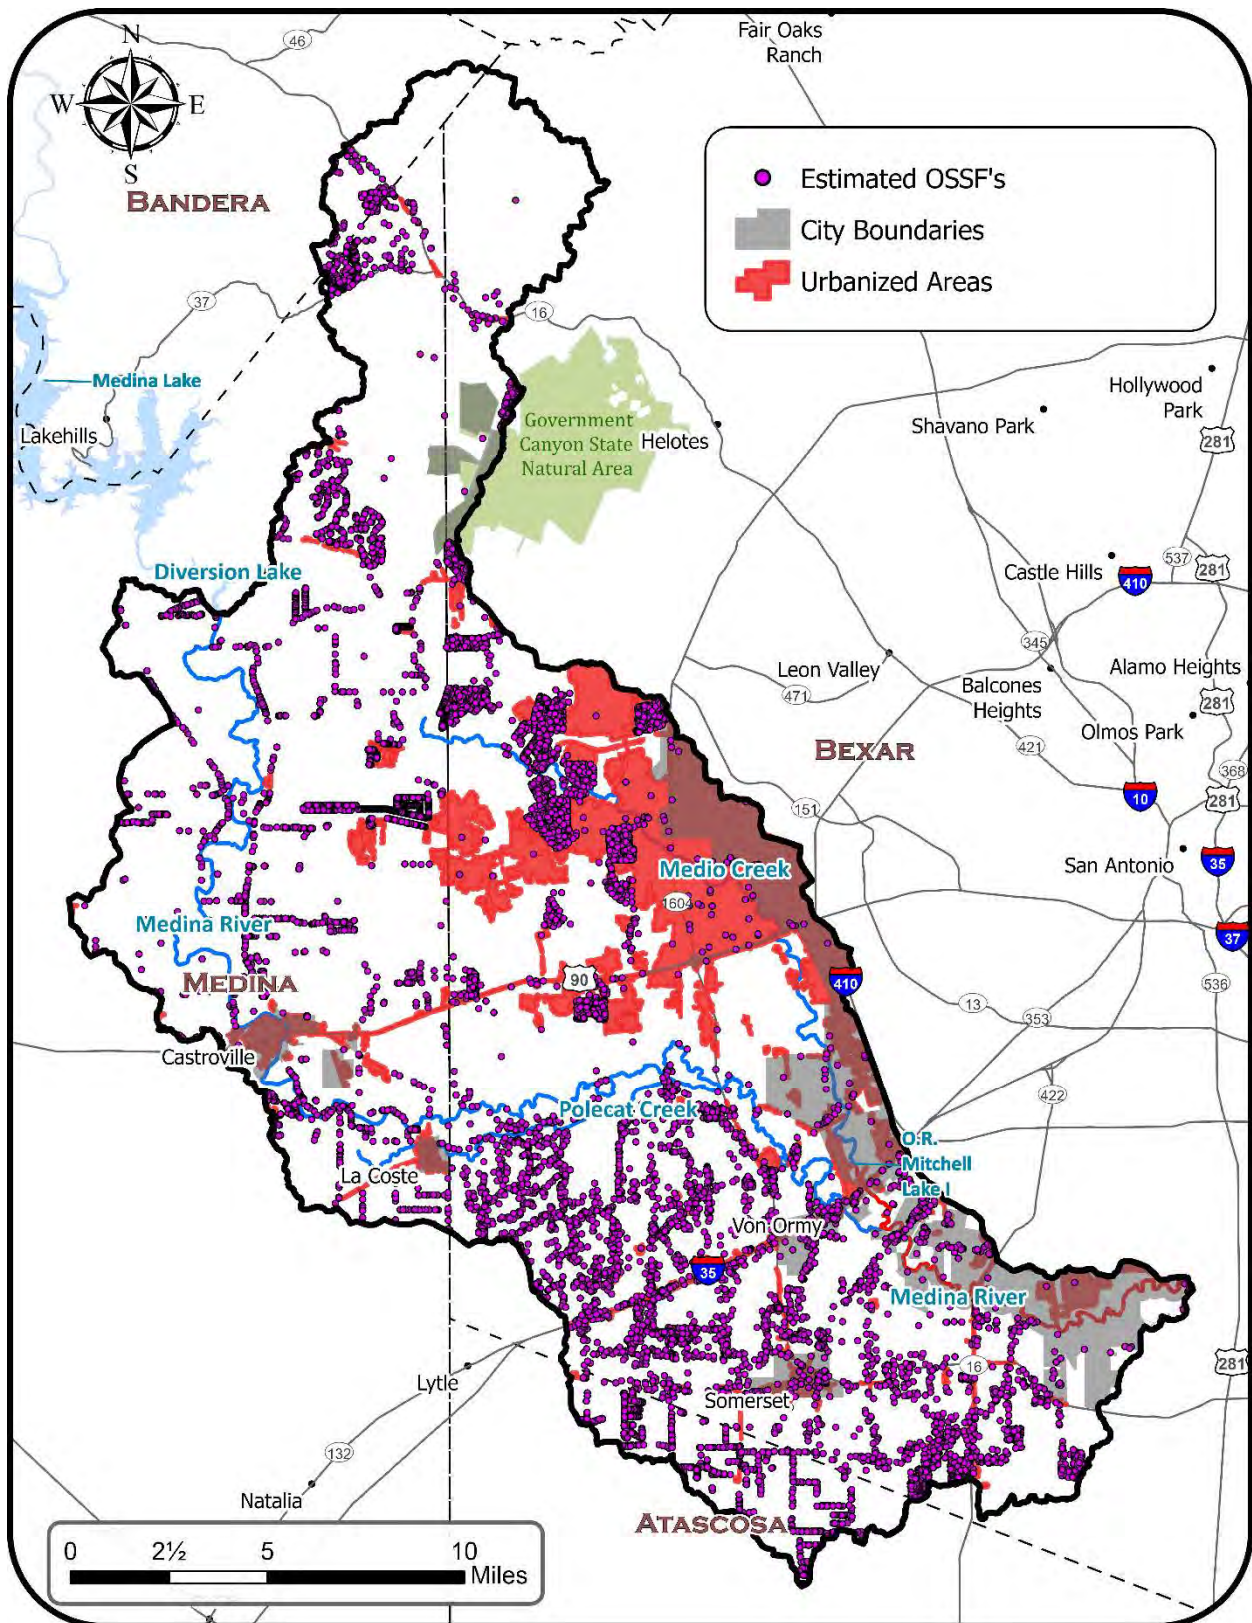 46
Fair Oaks
Ranch
N
W
E
S
BANDERA
Estimated OSSF's
City Boundaries
Urbanized Areas
37
16
Medina Lake
Lakehills
Government
Canyon State
Natural Area
Helotes
Hollywood
Park
Shavano Park
281
Diversion Lake
Castle Hills
410
537
281
345
Leon Valley
471
Balcones
Heights
Alamo Heights
281
Olmos Park
BEXAR
421
368
10
281
151
San Antonio
35
Medio Creek
1604
Medina River
37
MEDINA
90
410
536
13
353
Castroville
422
Polecat Creek
O.R.
Mitchell
Lake I
La Coste
Von Ormy
35
Medina River
16
281
Lytle
Somerset
132
Natalia
ATASCOSA
0 2½ 5 10
Miles